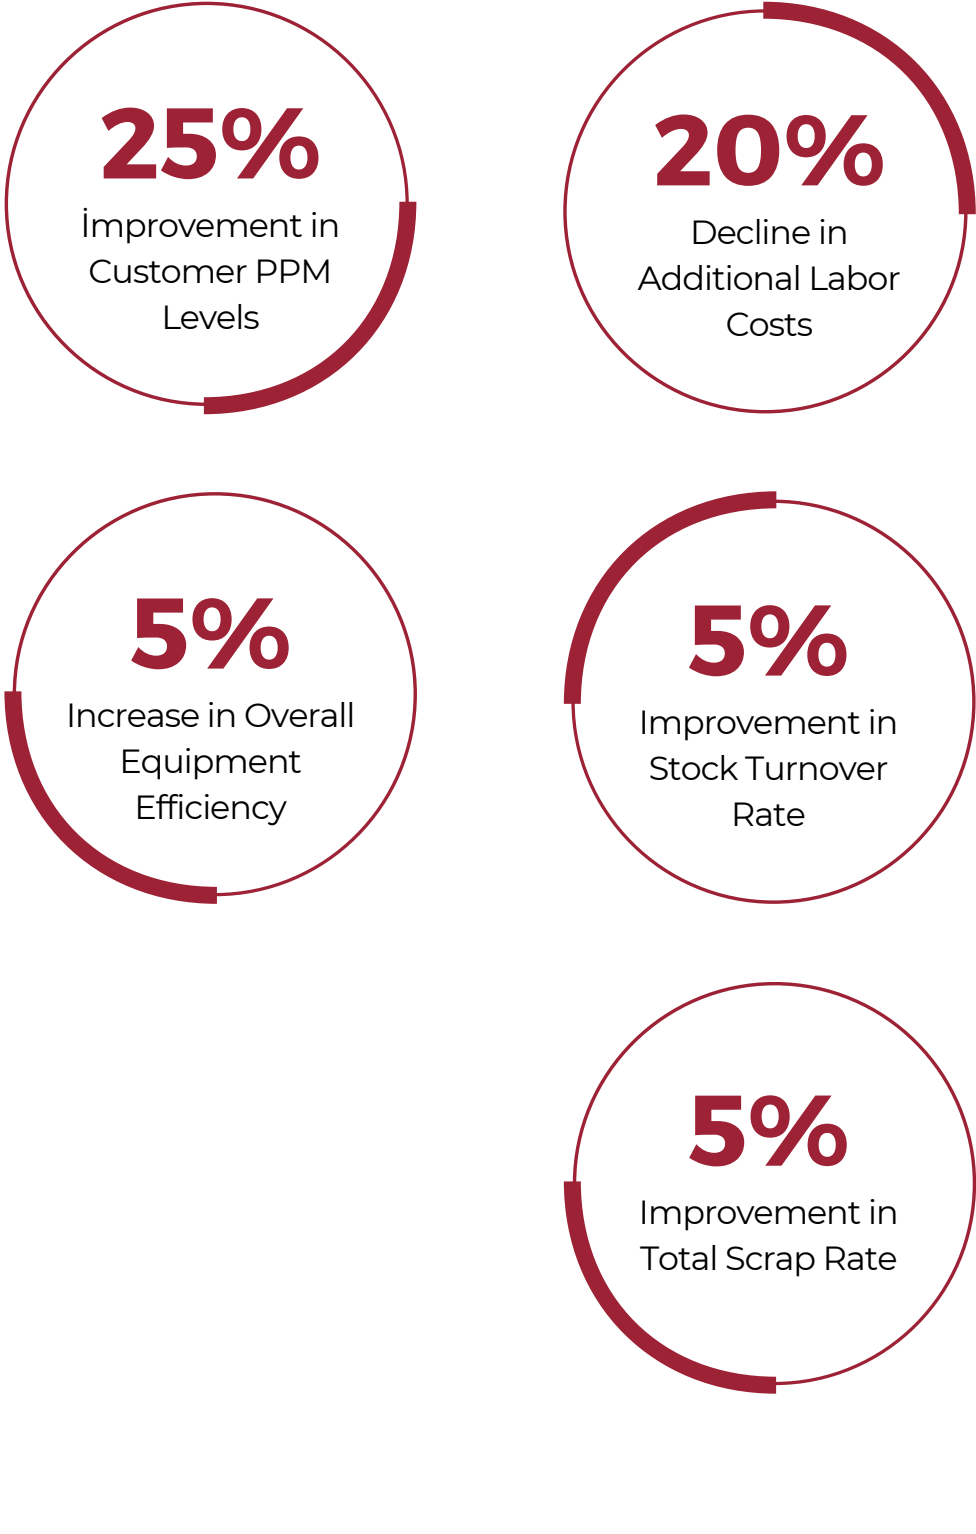 25%
İmprovement in
Customer PPM
Levels
20%
Decline in
Additional Labor
Costs
5%
Increase in Overall
Equipment
Efficiency
5%
Improvement in
Stock Turnover
Rate
5%
Improvement in
Total Scrap Rate